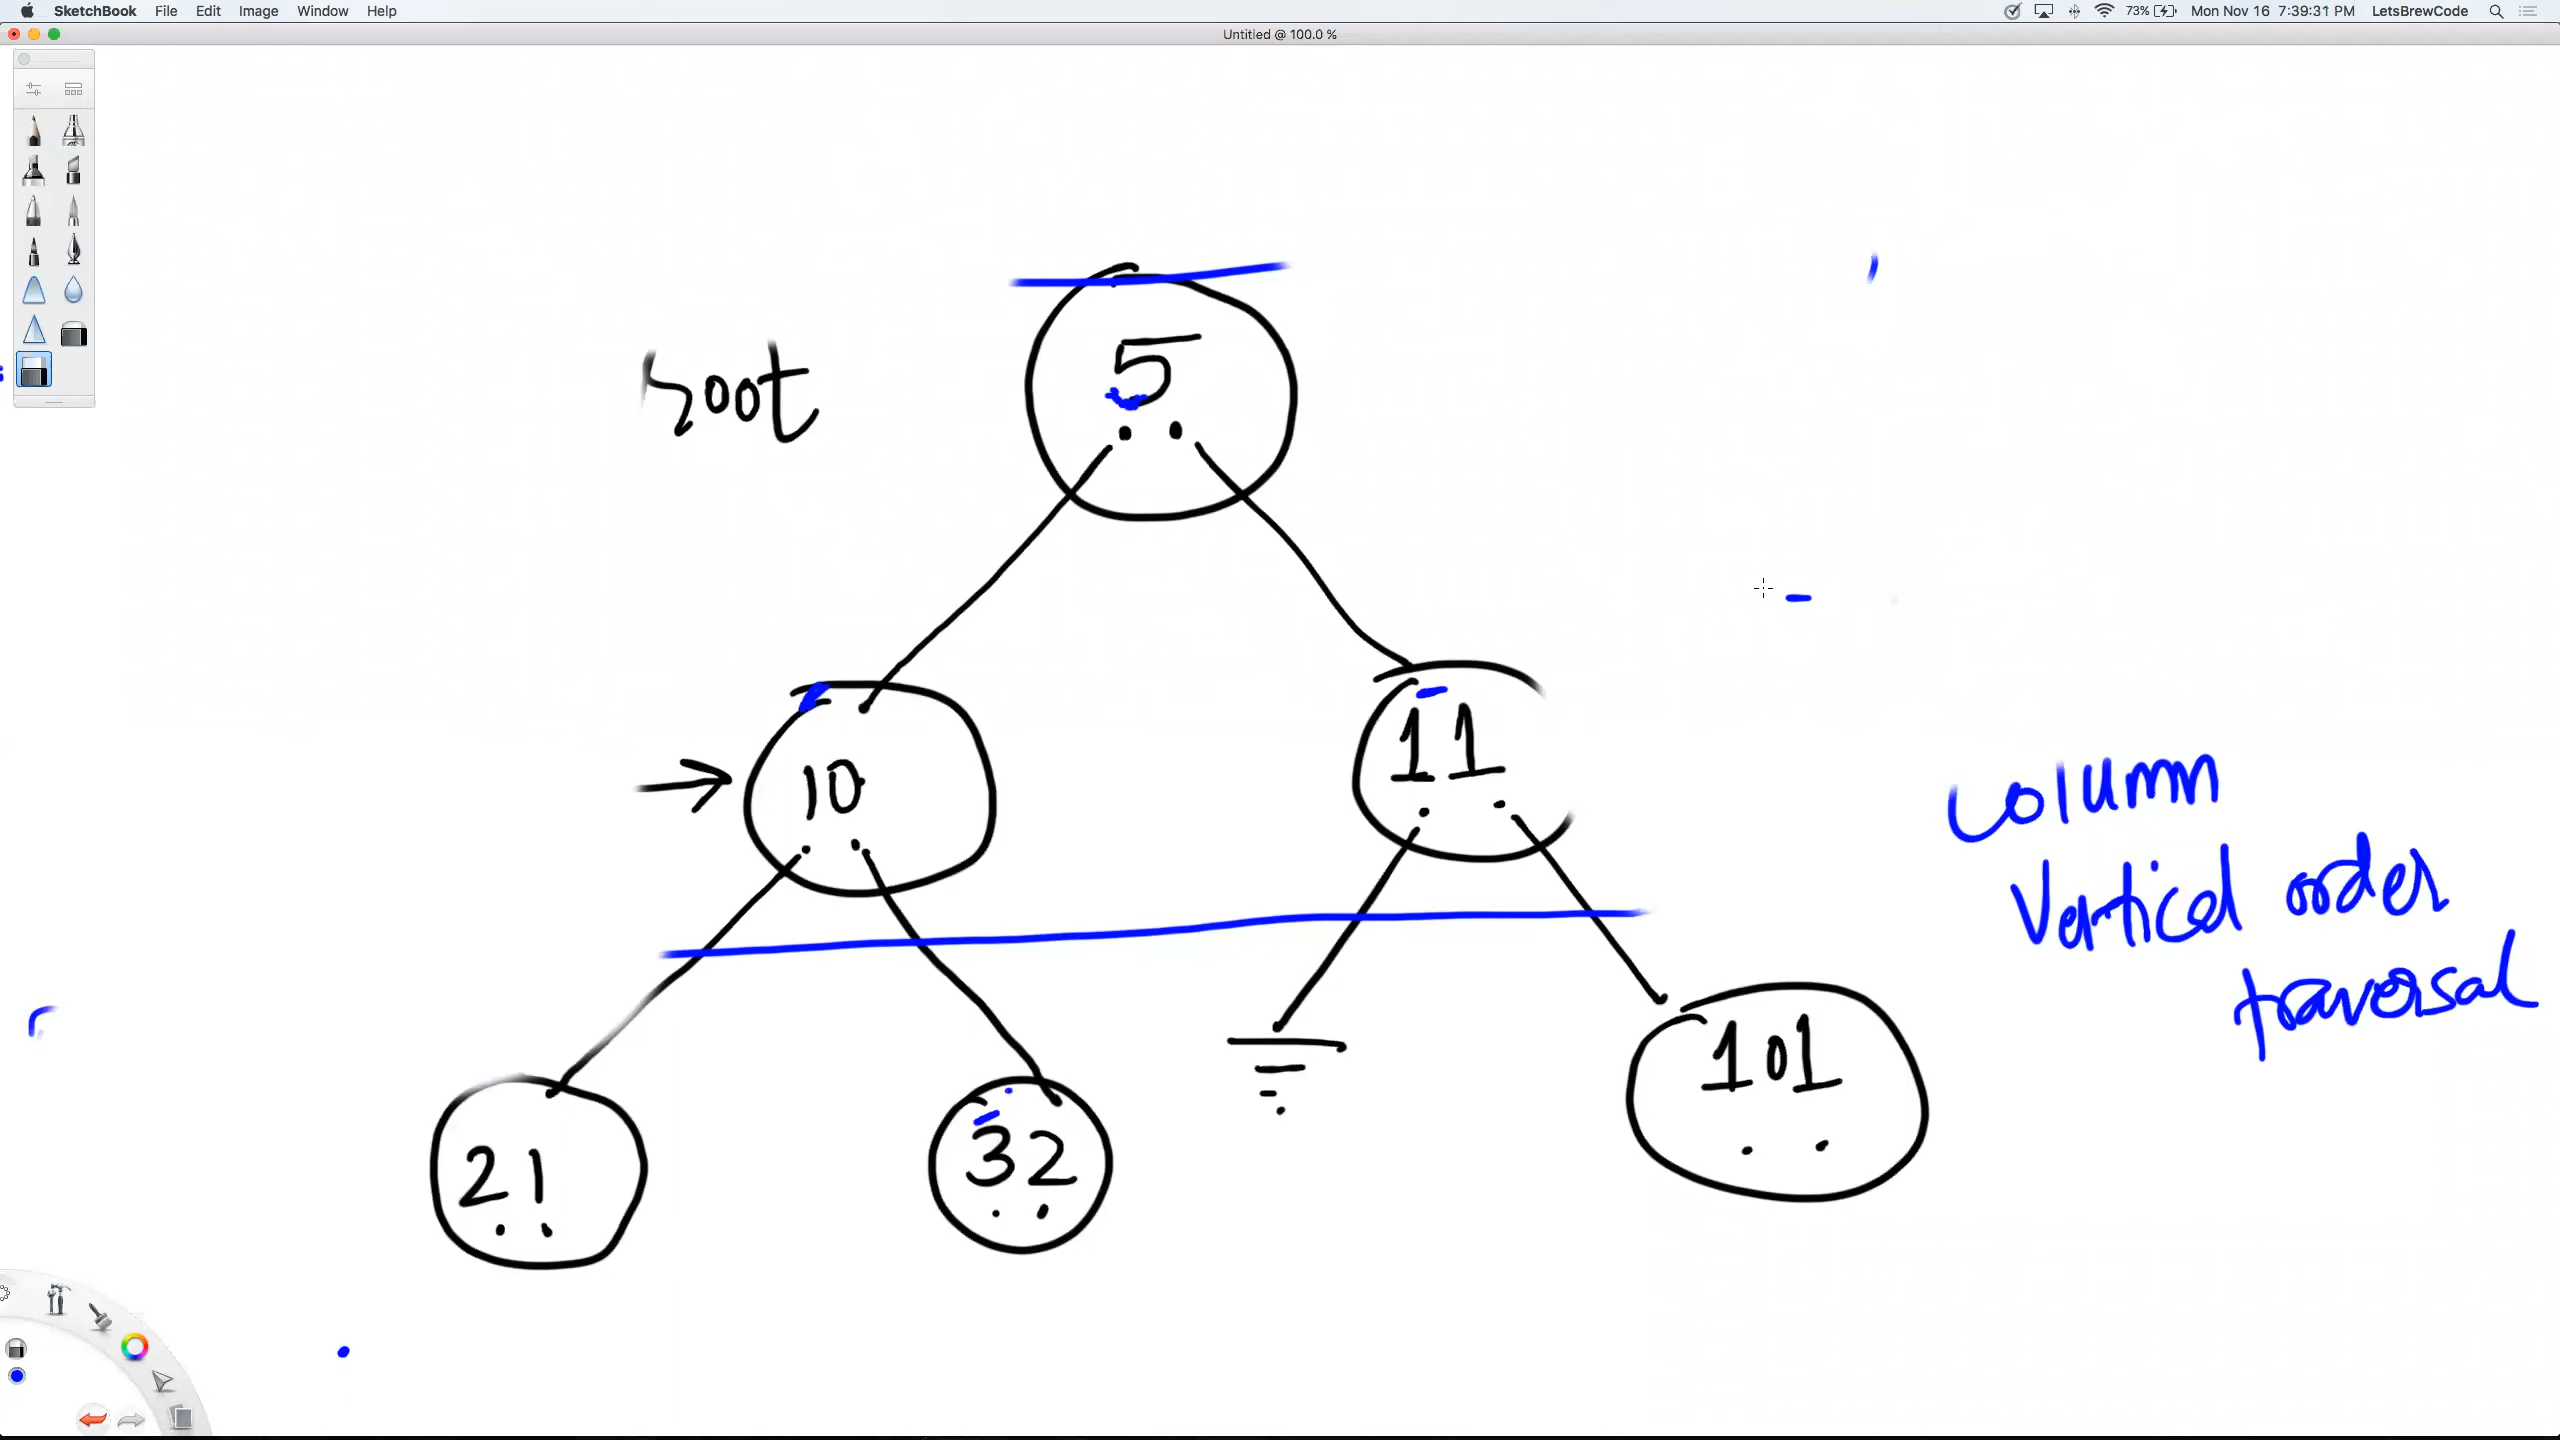 SketchBook File Edit Image Window Help 73% Mon Nov 16 7:39:31 PM LetsBrewCode
Untitled @ 100.0 %
5
root
10
11
column
Vertical order
traversal
101
21
32